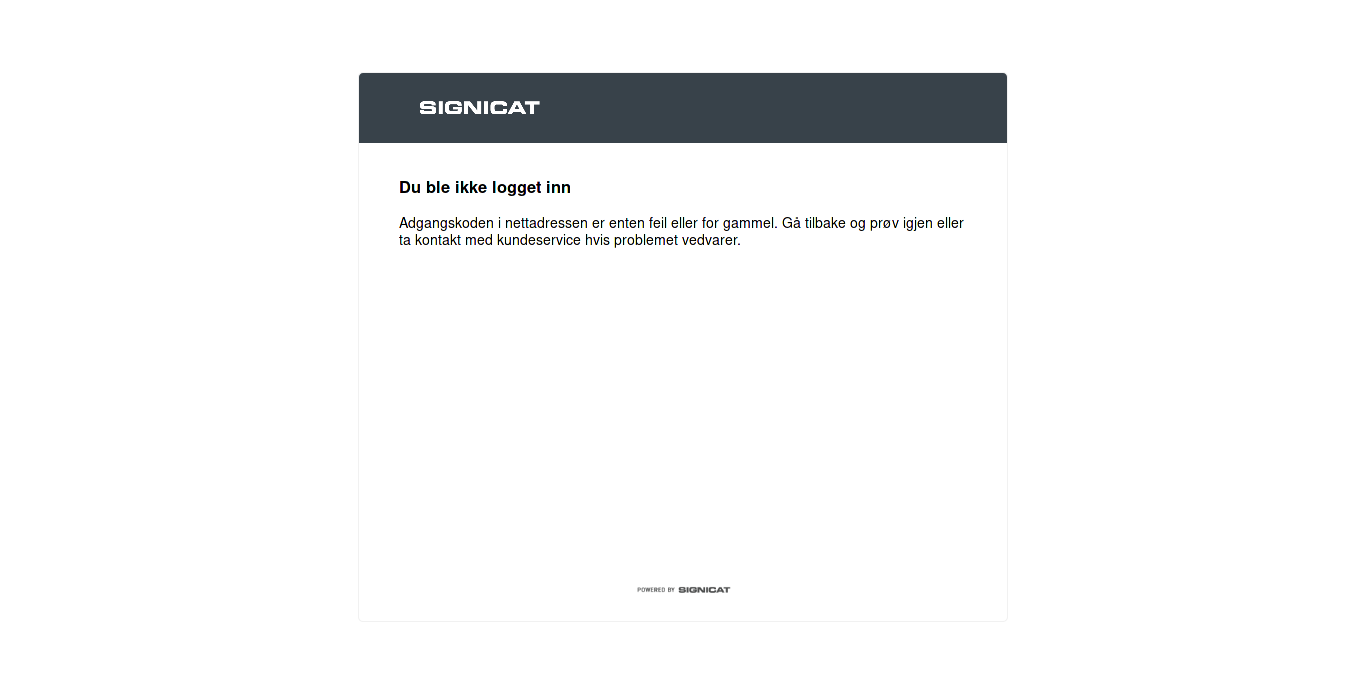 SIGNICAT
Du ble ikke logget inn
Adgangskoden i nettadressen er enten feil eller for gammel. Gå tilbake og prøv igjen eller
ta kontakt med kundeservice hvis problemet vedvarer.
POWERED BY SIGNICAT